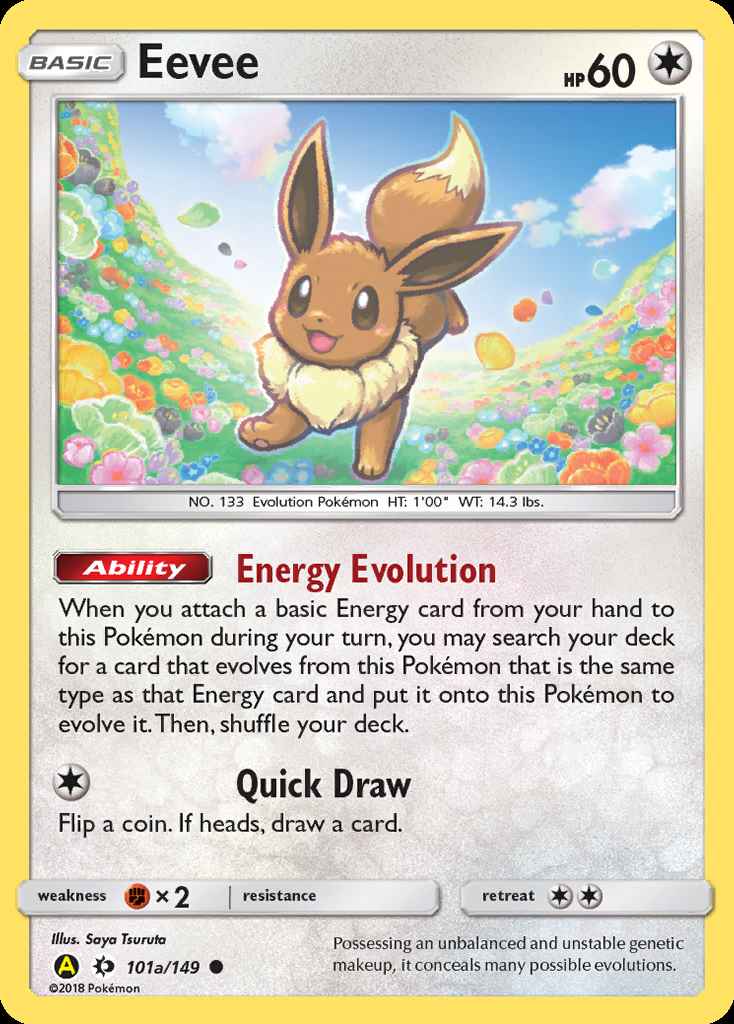 BASIC Eevee HP60
NO. 133 Evolution Pokémon HT: 1'00" WT: 14.3 lbs.
Ability Energy Evolution
When you attach a basic Energy card from your hand to
this Pokémon during your turn, you may search your deck
for a card that evolves from this Pokémon that is the same
type as that Energy card and put it onto this Pokémon to
evolve it. Then, shuffle your deck.
Quick Draw
Flip a coin. If heads, draw a card.
weakness ×2 resistance retreat
Illus. Saya Tsuruta
Possessing an unbalanced and unstable genetic
makeup, it conceals many possible evolutions.
A 101a/149
©2018 Pokémon